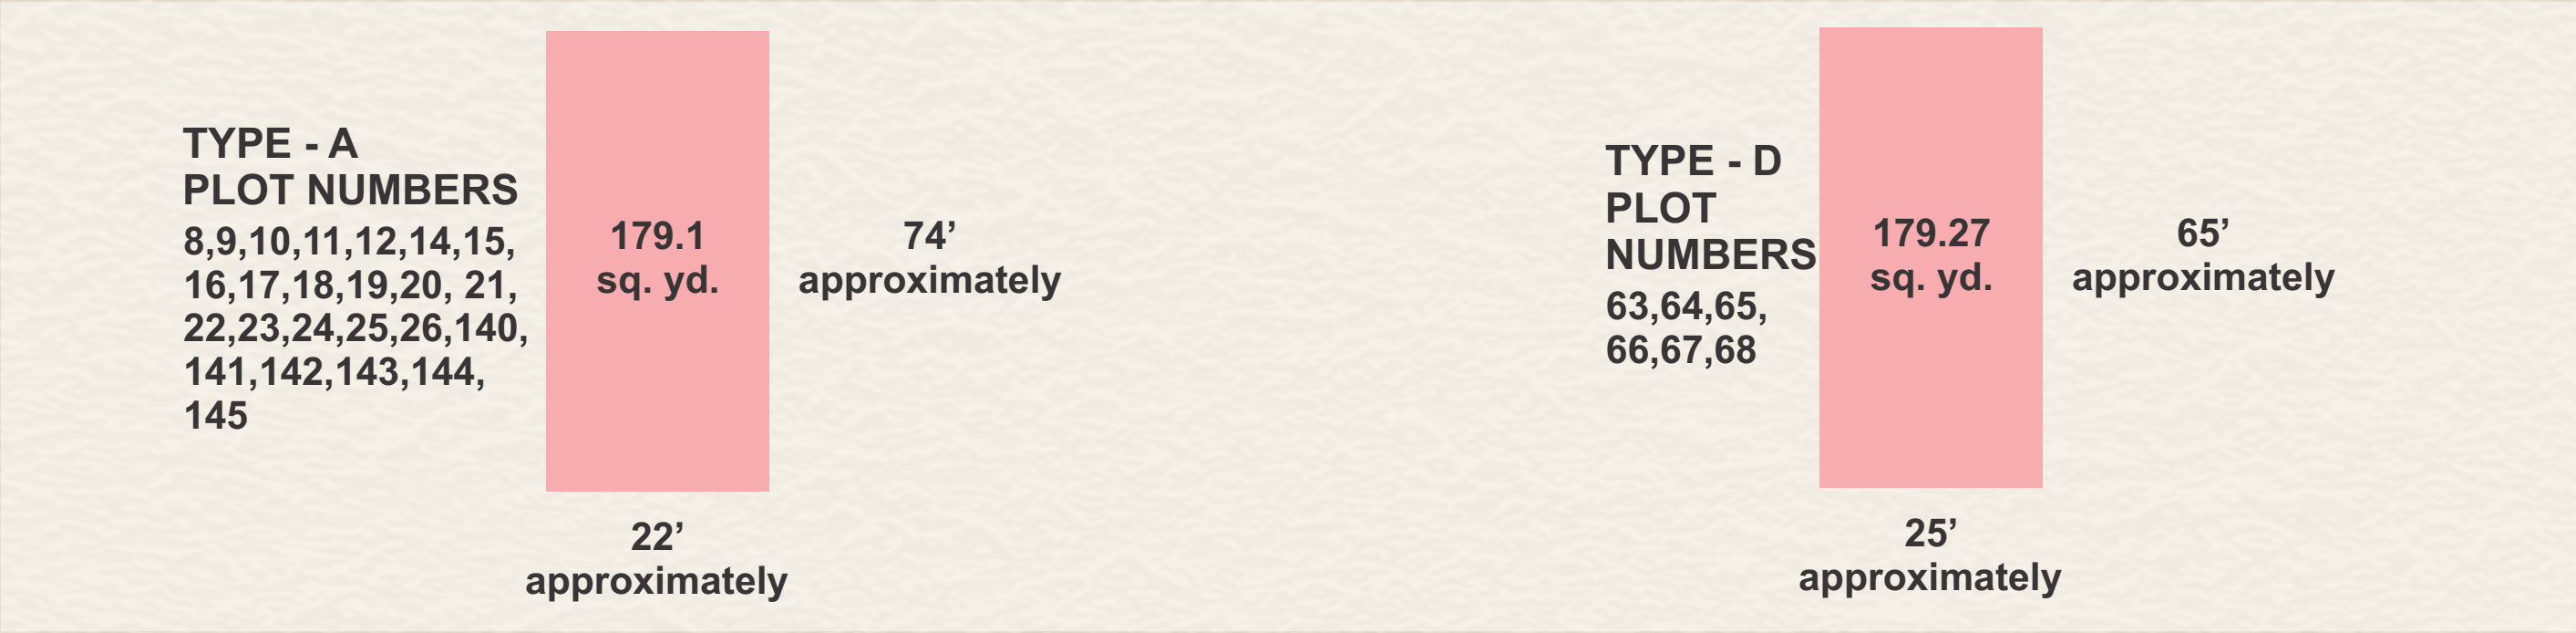 TYPE - A
PLOT NUMBERS
8,9,10,11,12,14,15,
16,17,18,19,20, 21,
22,23,24,25,26,140,
141,142,143,144,
145
179.1
sq. yd.
74’
approximately
22’
approximately
TYPE - D
PLOT
NUMBERS
63,64,65,
66,67,68
179.27
sq. yd.
65’
approximately
25’
approximately